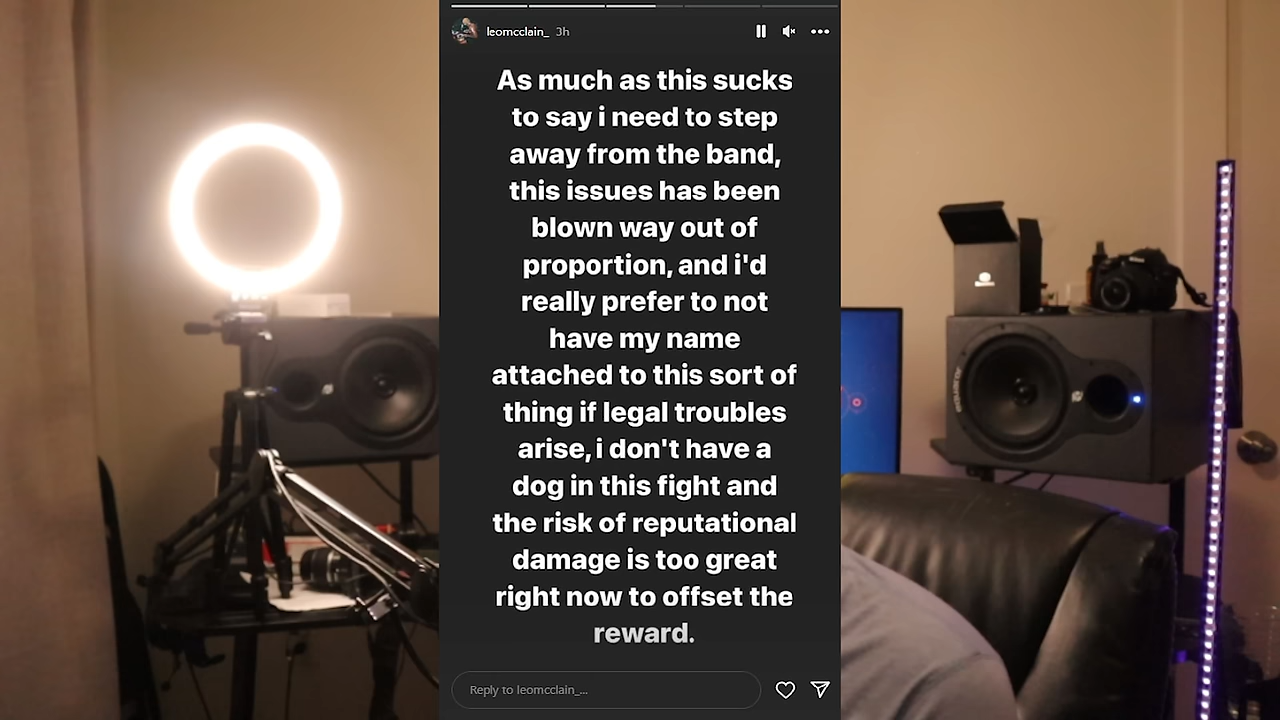 leomcclain_ 3h
As much as this sucks
to say i need to step
away from the band,
this issues has been
blown way out of
proportion, and i'd
really prefer to not
have my name
attached to this sort of
thing if legal troubles
arise, i don't have a
dog in this fight and
the risk of reputational
damage is too great
right now to offset the
reward.
Reply to leomcclain_...